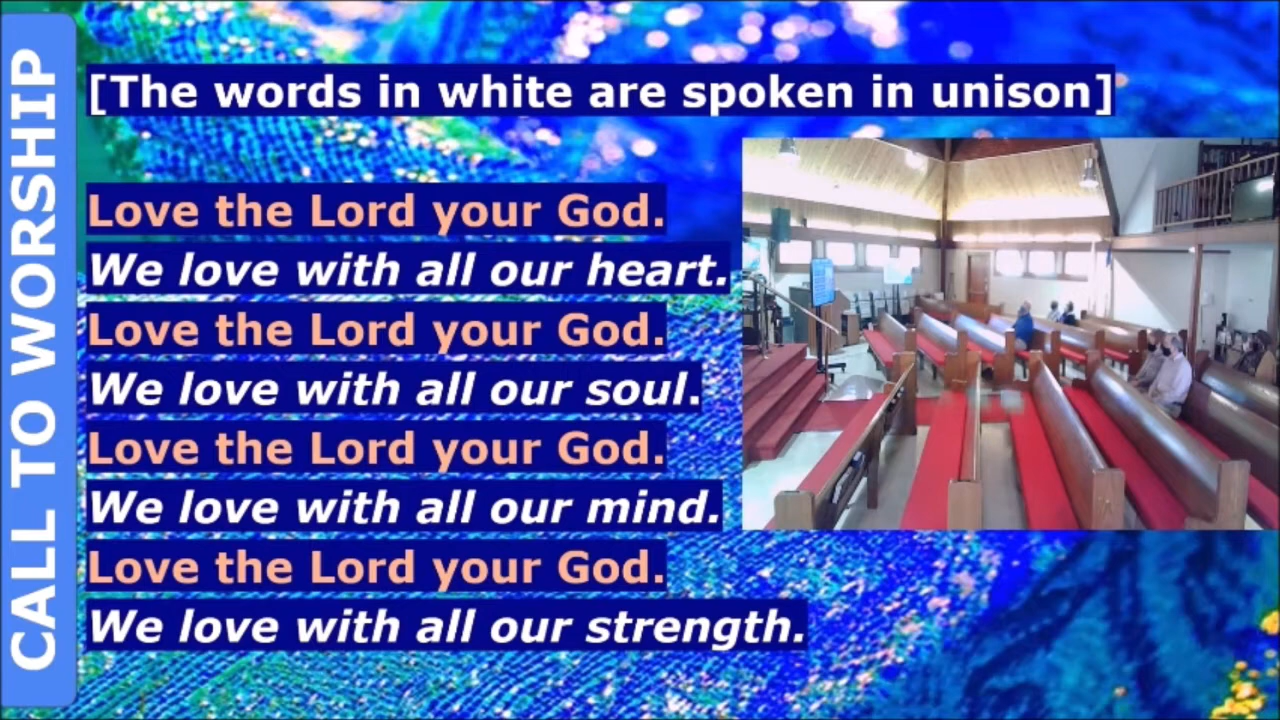 CALL TO WORSHIP
[The words in white are spoken in unison]
Love the Lord your God.
We love with all our heart.
Love the Lord your God.
We love with all our soul.
Love the Lord your God.
We love with all our mind.
Love the Lord your God.
We love with all our strength.